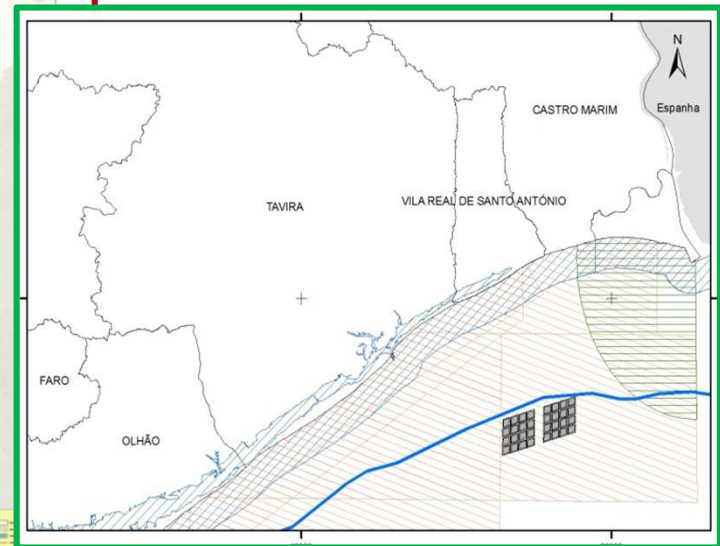 N
CASTRO MARIM
Espanha
TAVIRA
VILA REAL DE SANTO ANTÓNIO
FARO
OLHÃO